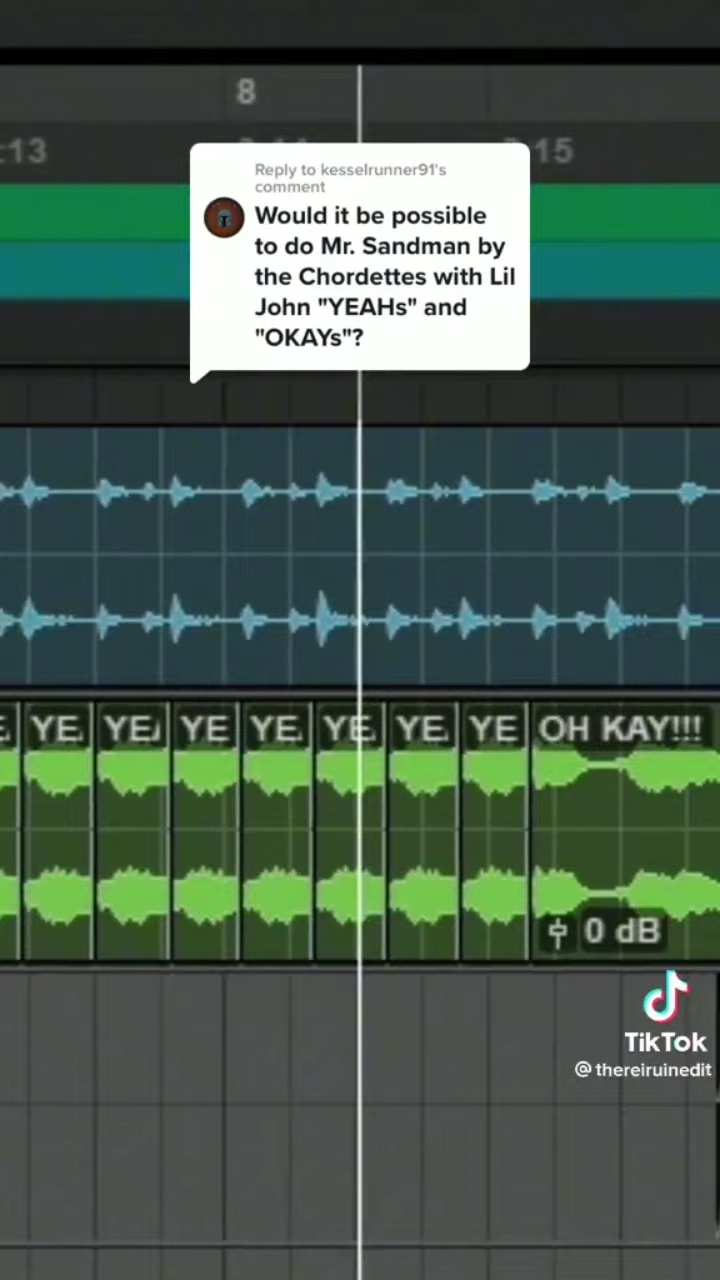 8
:13
15
Reply to kesselrunner91's
comment
Would it be possible
to do Mr. Sandman by
the Chordettes with Lil
John "YEAHs" and
"OKAYs"?
YE YE YE YE YE YE YE OH KAY!!!
0 dB
TikTok
@thereiruinedit